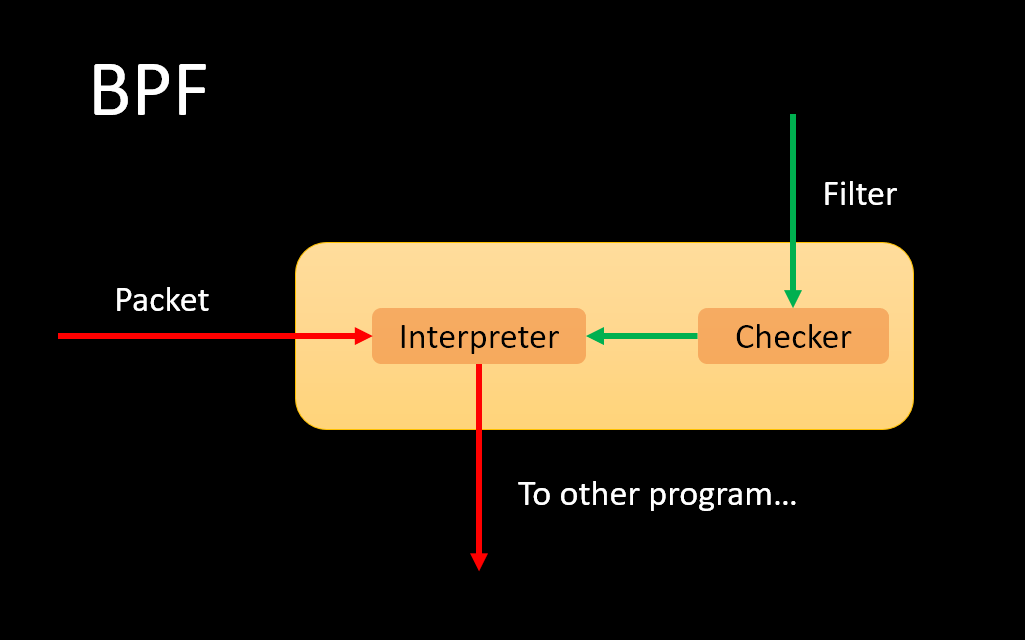 BPF
Filter
Packet
Interpreter
Checker
To other program...